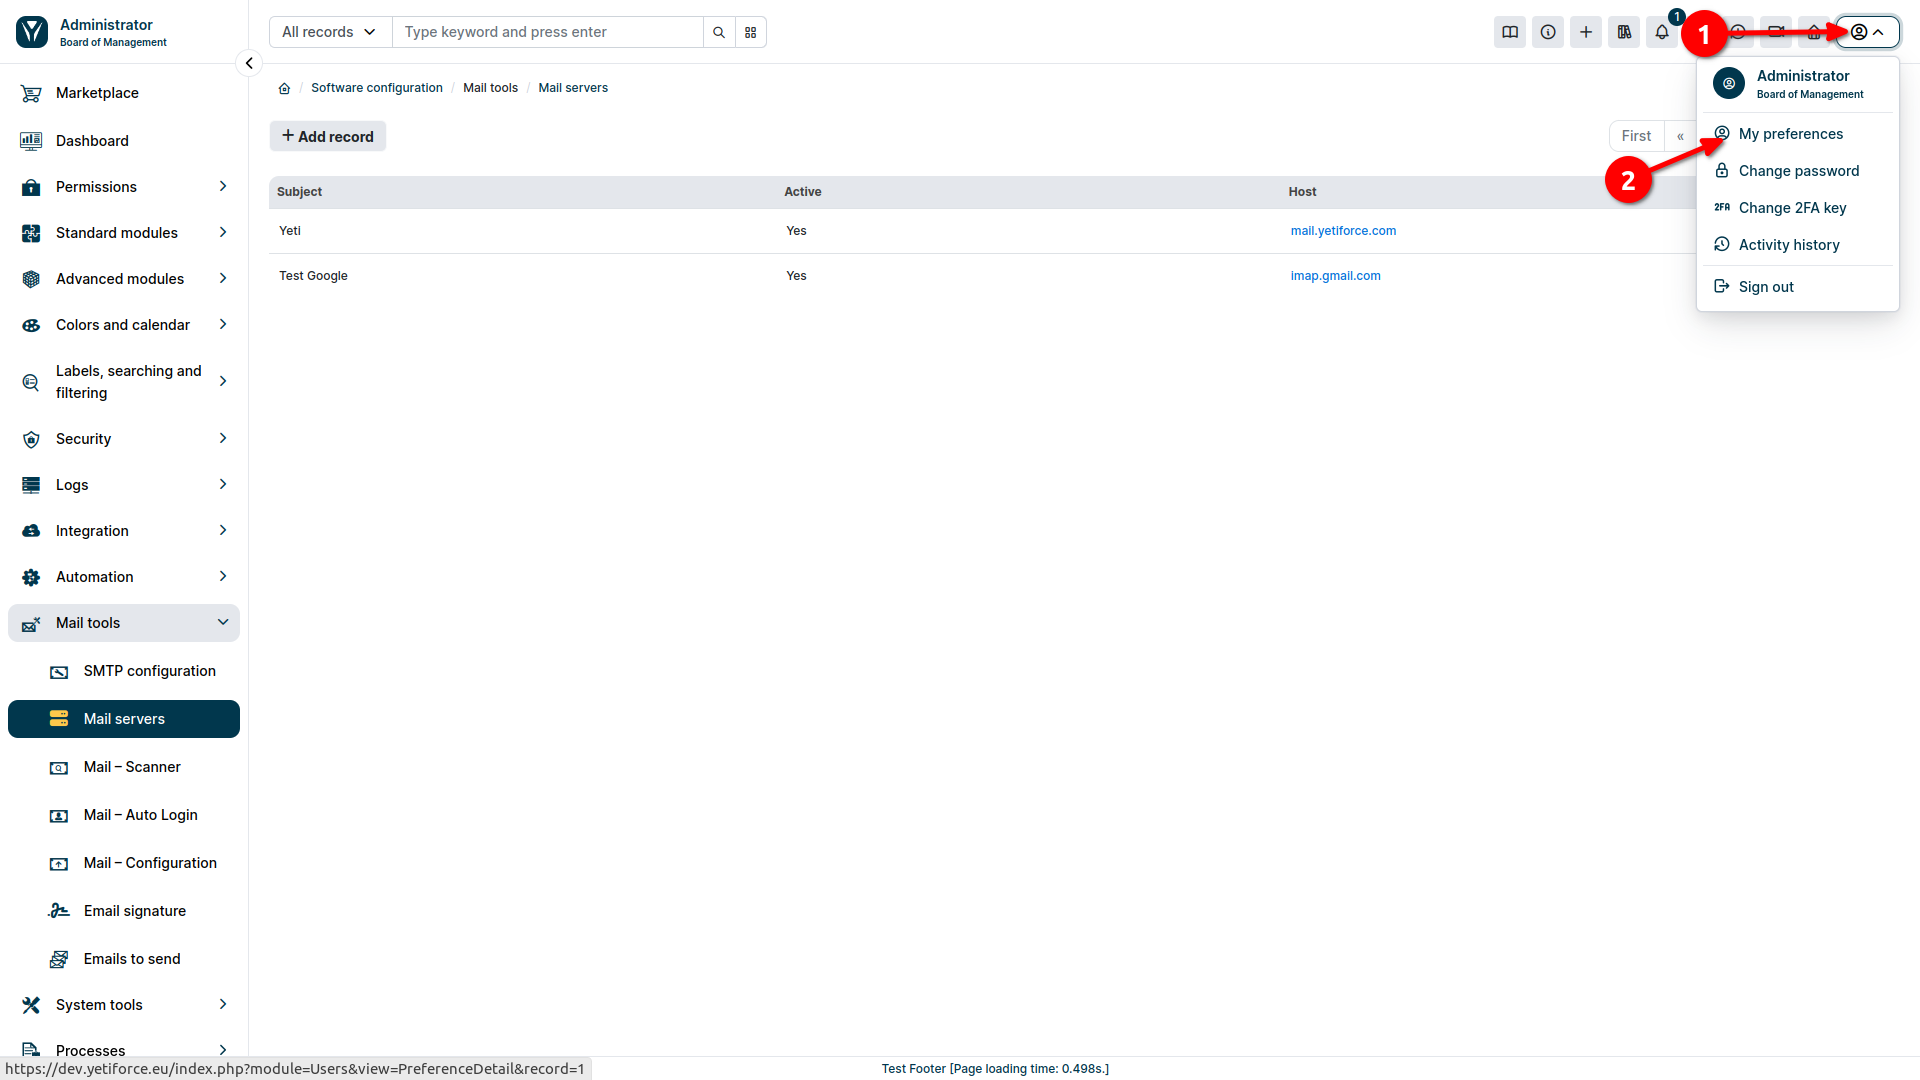 Administrator
Board of Management
All records
Type keyword and press enter
1
1
Administrator
Board of Management
My preferences
2
Change password
2FA Change 2FA key
Activity history
Sign out
Marketplace
Dashboard
Permissions
Standard modules
Advanced modules
Colors and calendar
Labels, searching and
filtering
Security
Logs
Integration
Automation
Mail tools
SMTP configuration
Mail servers
Mail – Scanner
Mail – Auto Login
Mail – Configuration
Email signature
Emails to send
System tools
Processes
/ Software configuration / Mail tools / Mail servers
+ Add record
First «
Subject Active Host
Yeti Yes mail.yetiforce.com
Test Google Yes imap.gmail.com
https://dev.yetiforce.eu/index.php?module=Users&view=PreferenceDetail&record=1
Test Footer [Page loading time: 0.498s.]